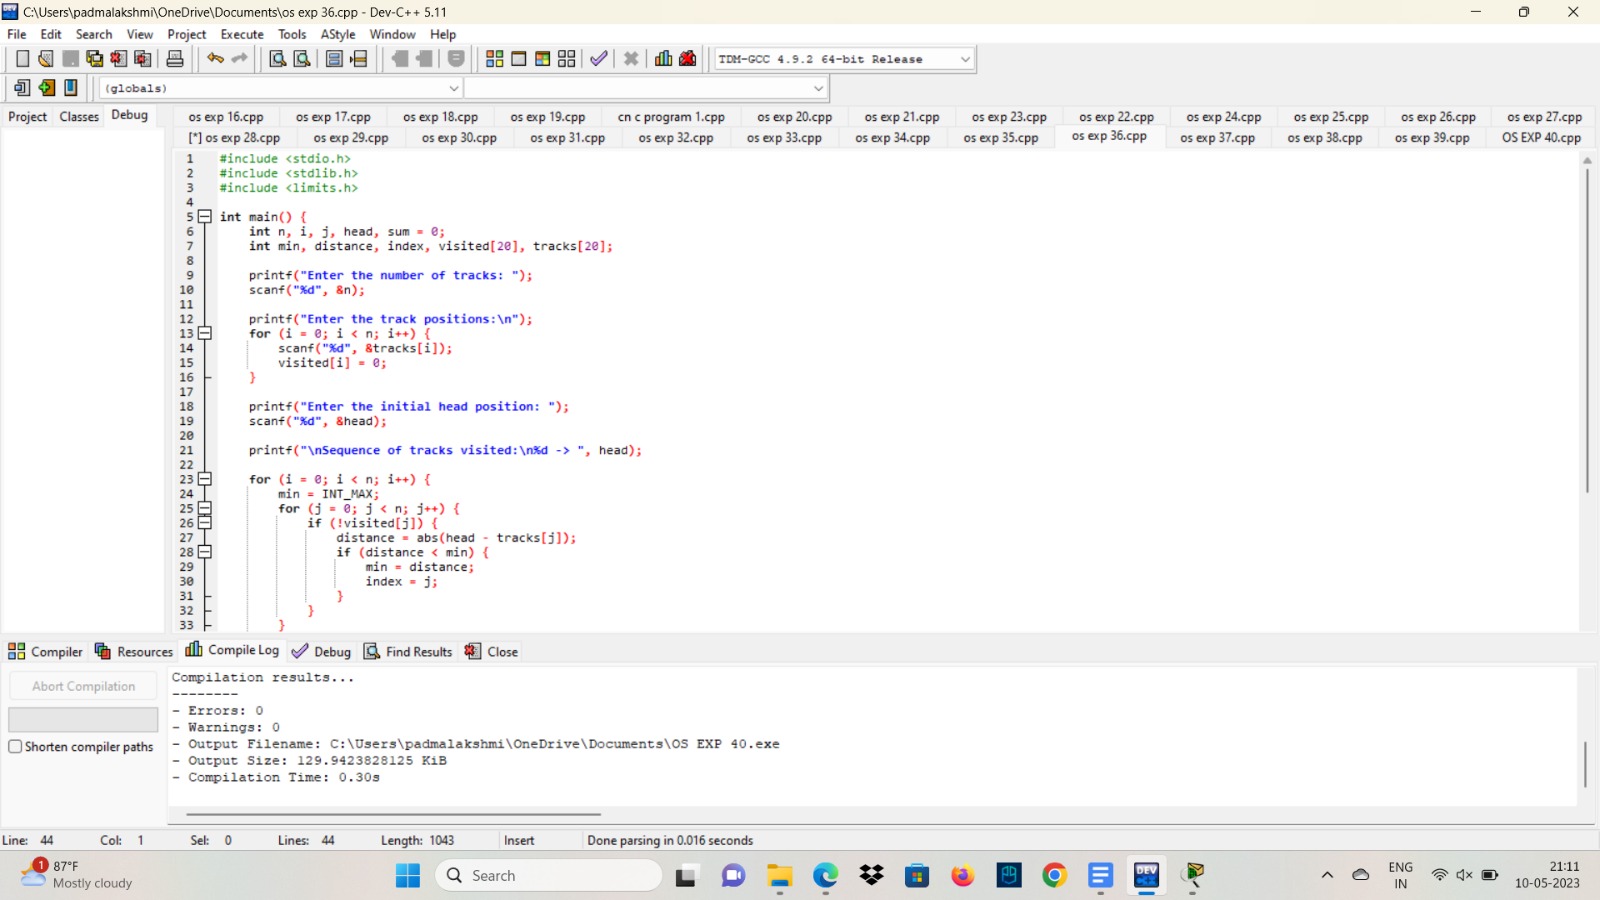 C:\Users\padmalakshmi\OneDrive\Documents\os exp 36.cpp - Dev-C++ 5.11
File Edit Search View Project Execute Tools AStyle Window Help
TDM-GCC 4.9.2 64-bit Release
(globals)
Project Classes Debug
os exp 16.cpp os exp 17.cpp os exp 18.cpp os exp 19.cpp cn c program 1.cpp os exp 20.cpp os exp 21.cpp os exp 23.cpp os exp 22.cpp os exp 24.cpp os exp 25.cpp os exp 26.cpp os exp 27.cpp
[*] os exp 28.cpp os exp 29.cpp os exp 30.cpp os exp 31.cpp os exp 32.cpp os exp 33.cpp os exp 34.cpp os exp 35.cpp os exp 36.cpp os exp 37.cpp os exp 38.cpp os exp 39.cpp OS EXP 40.cpp
1 #include <stdio.h>
2 #include <stdlib.h>
3 #include <limits.h>
4
5 int main() {
6 int n, i, j, head, sum = 0;
7 int min, distance, index, visited[20], tracks[20];
8
9 printf("Enter the number of tracks: ");
10 scanf("%d", &n);
11
12 printf("Enter the track positions:\n");
13 for (i = 0; i < n; i++) {
14 scanf("%d", &tracks[i]);
15 visited[i] = 0;
16 }
17
18 printf("Enter the initial head position: ");
19 scanf("%d", &head);
20
21 printf("\nSequence of tracks visited:\n%d -> ", head);
22
23 for (i = 0; i < n; i++) {
24 min = INT_MAX;
25 for (j = 0; j < n; j++) {
26 if (!visited[j]) {
27 distance = abs(head - tracks[j]);
28 if (distance < min) {
29 min = distance;
30 index = j;
31 }
32 }
33 }
Compiler Resources Compile Log Debug Find Results Close
Abort Compilation
Shorten compiler paths
Compilation results...
--------
- Errors: 0
- Warnings: 0
- Output Filename: C:\Users\padmalakshmi\OneDrive\Documents\OS EXP 40.exe
- Output Size: 129.9423828125 KiB
- Compilation Time: 0.30s
Line: 44 Col: 1 Sel: 0 Lines: 44 Length: 1043 Insert Done parsing in 0.016 seconds
1
87°F
Mostly cloudy
Search
DEV
ENG
IN
21:11
10-05-2023